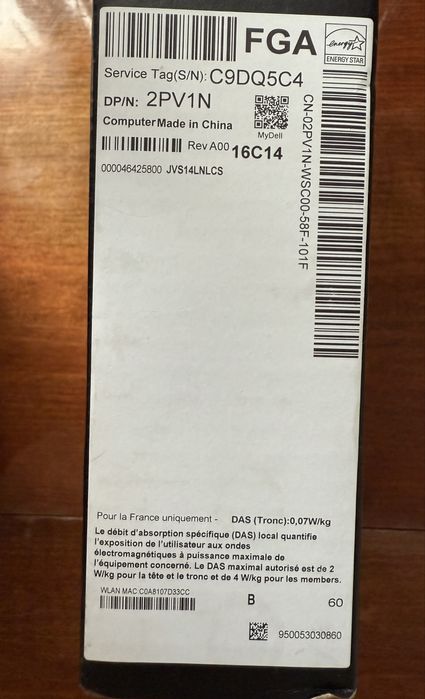 FGA
energy
ENERGY STAR
Service Tag(S/N): C9DQ5C4
DP/N: 2PV1N
Computer Made in China
MyDell
Rev A00 16C14
000046425800 JVS14LNLCS
CN-02PV1N-WSC00-58F-101F
Pour la France uniquement - DAS (Tronc):0,07W/kg
Le débit d'absorption spécifique (DAS) local quantifie
l'exposition de l'utilisateur aux ondes
électromagnétiques à puissance maximale de
l'équipement concerné. Le DAS maximal autorisé est de 2
W/kg pour la tête et le tronc et de 4 W/kg pour les membres.
WLAN MAC:C0A8107D33CC
B 60
950053030860